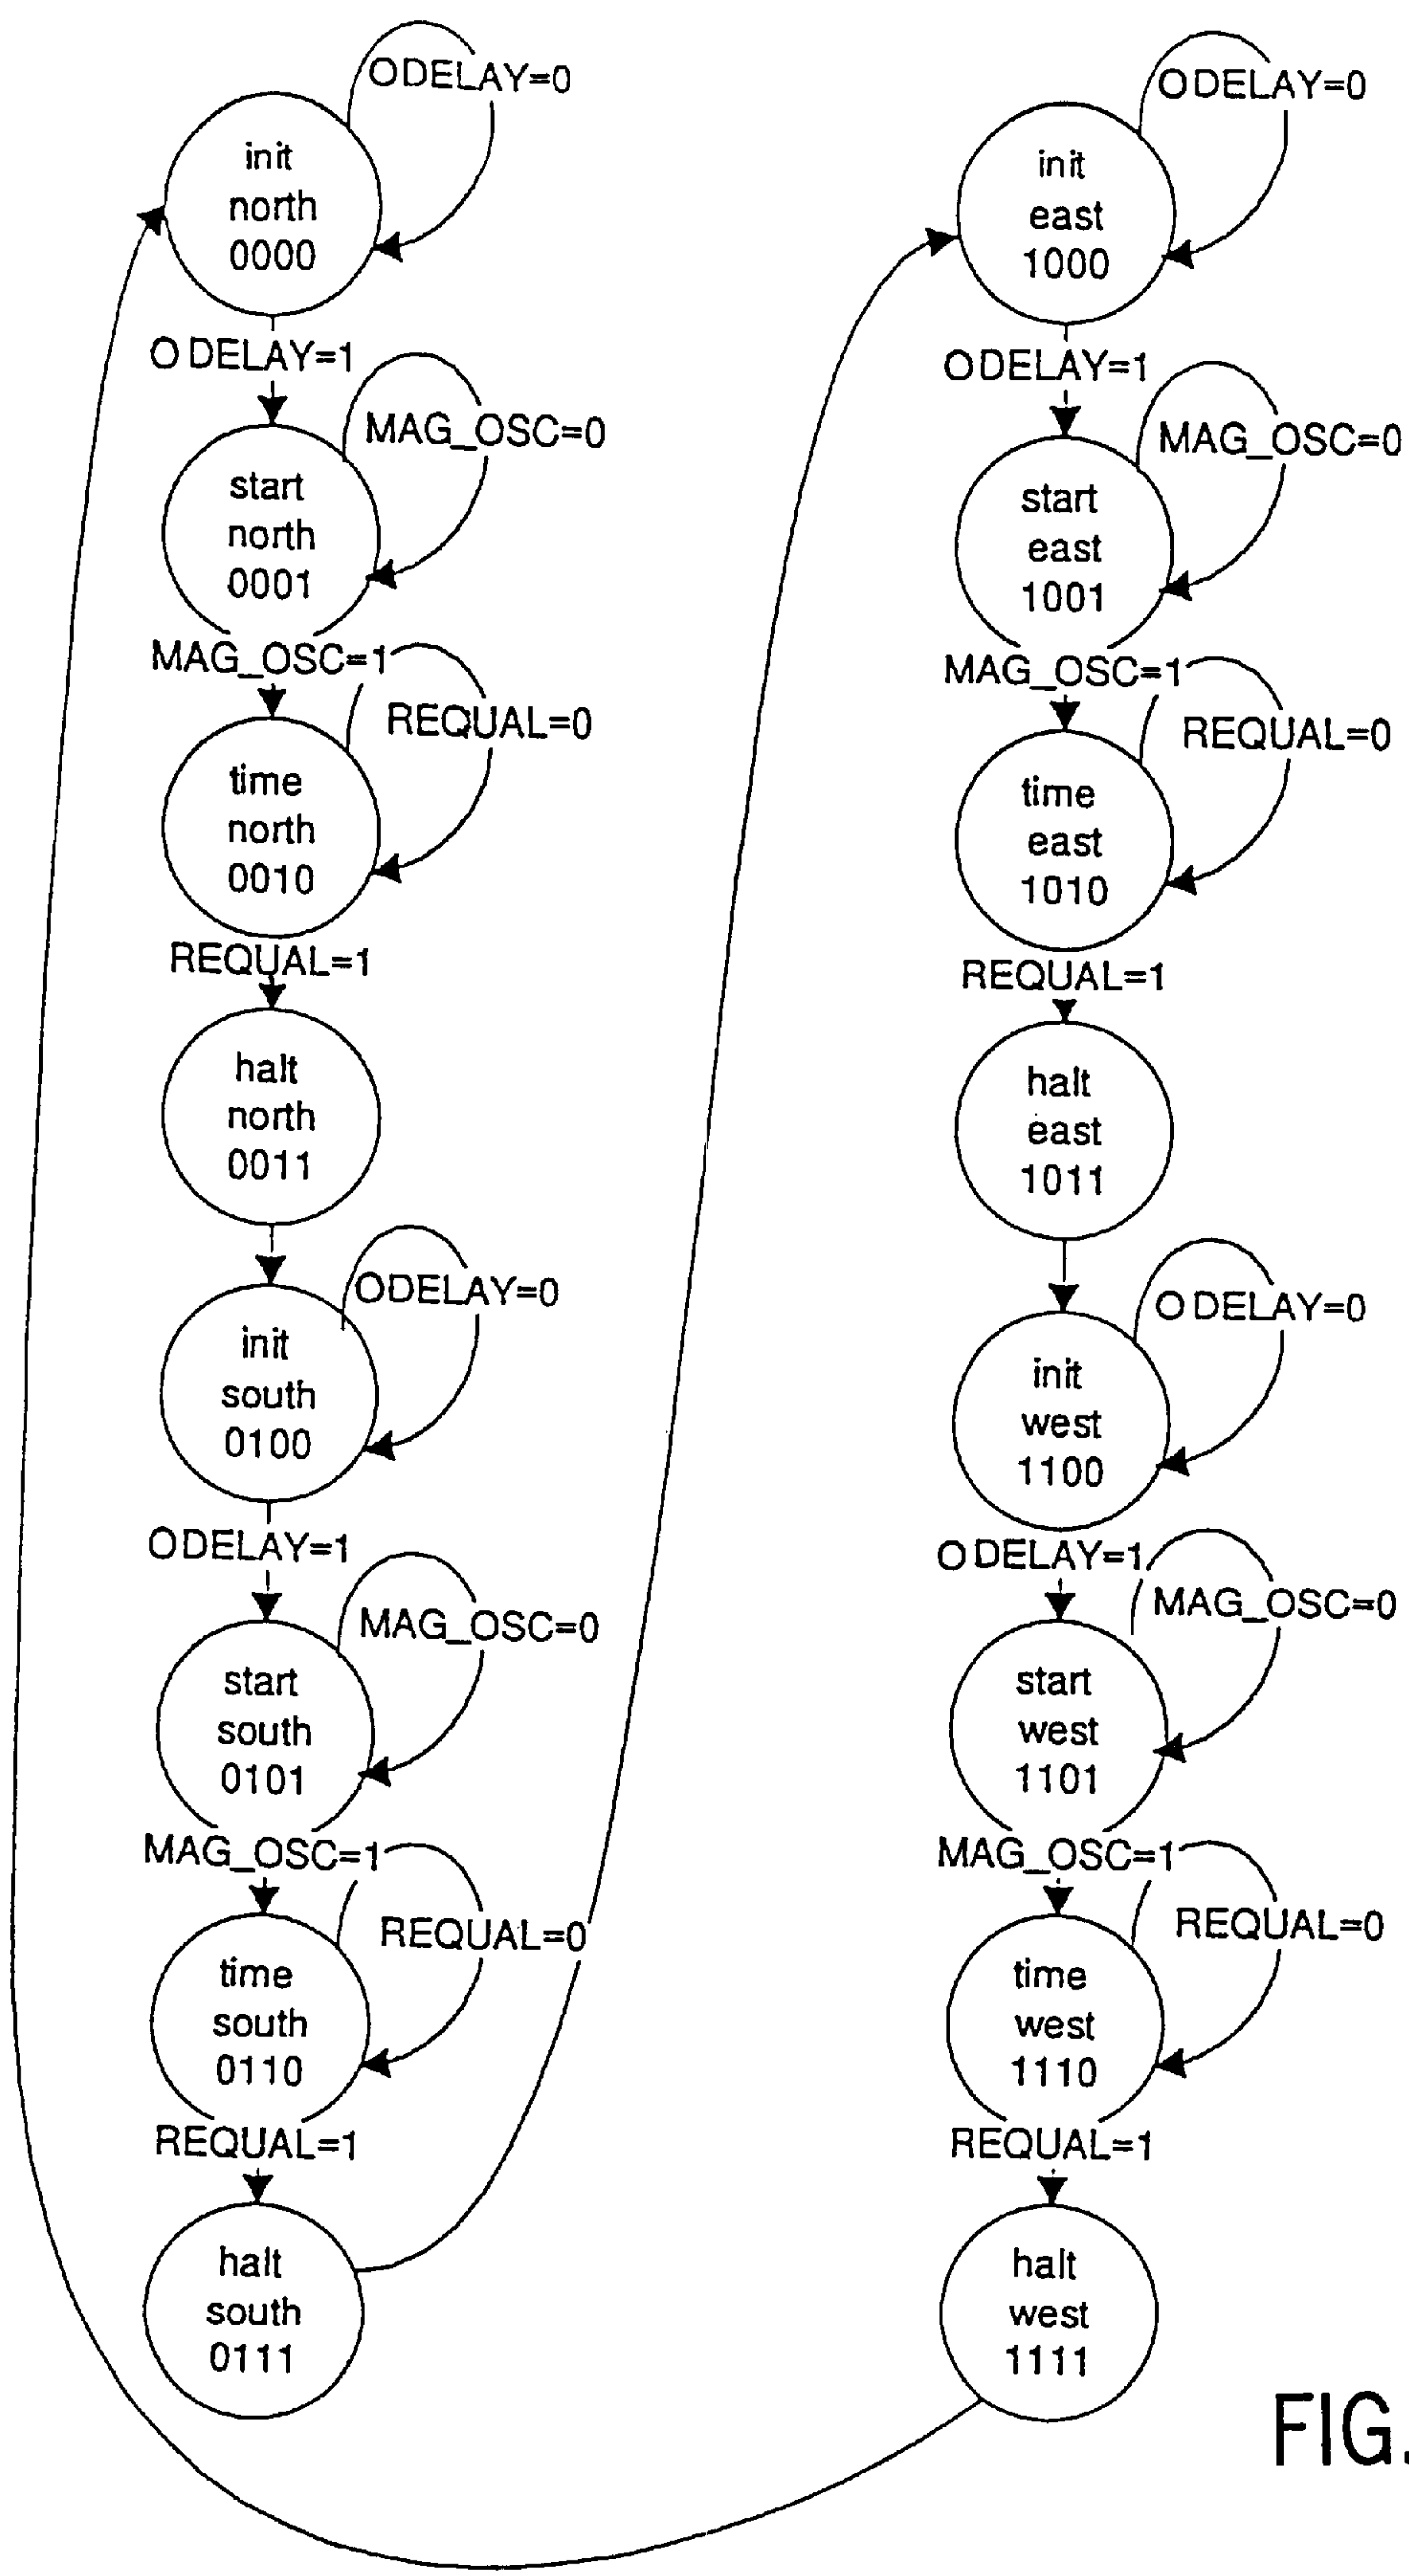 ODELAY=0
init
north
0000
ODELAY=1
MAG_OSC=0
start
north
0001
MAG_OSC=1
REQUAL=0
time
north
0010
REQUAL=1
halt
north
0011
ODELAY=0
init
south
0100
ODELAY=1
MAG_OSC=0
start
south
0101
MAG_OSC=1
REQUAL=0
time
south
0110
REQUAL=1
halt
south
0111
ODELAY=0
init
east
1000
ODELAY=1
MAG_OSC=0
start
east
1001
MAG_OSC=1
REQUAL=0
time
east
1010
REQUAL=1
halt
east
1011
ODELAY=0
init
west
1100
ODELAY=1
MAG_OSC=0
start
west
1101
MAG_OSC=1
REQUAL=0
time
west
1110
REQUAL=1
halt
west
1111
FIG.